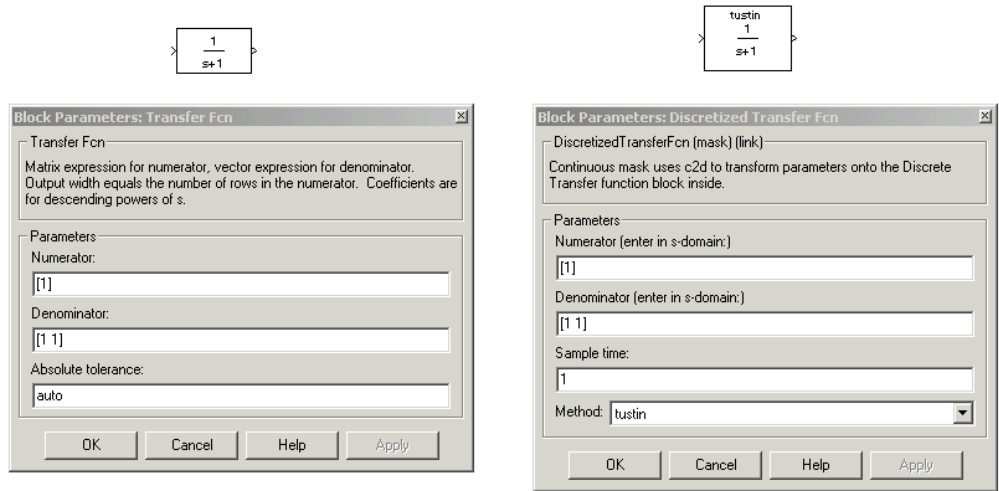 1
s+1
tustin
1
s+1
Block Parameters: Transfer Fcn
Transfer Fcn
Matrix expression for numerator, vector expression for denominator.
Output width equals the number of rows in the numerator. Coefficients are
for descending powers of s.
Parameters
Numerator:
[1]
Denominator:
[1 1]
Absolute tolerance:
auto
OK Cancel Help Apply
Block Parameters: Discretized Transfer Fcn
DiscretizedTransferFcn (mask) (link)
Continuous mask uses c2d to transform parameters onto the Discrete
Transfer function block inside.
Parameters
Numerator (enter in s-domain:)
[1]
Denominator (enter in s-domain:)
[1 1]
Sample time:
1
Method: tustin
OK Cancel Help Apply